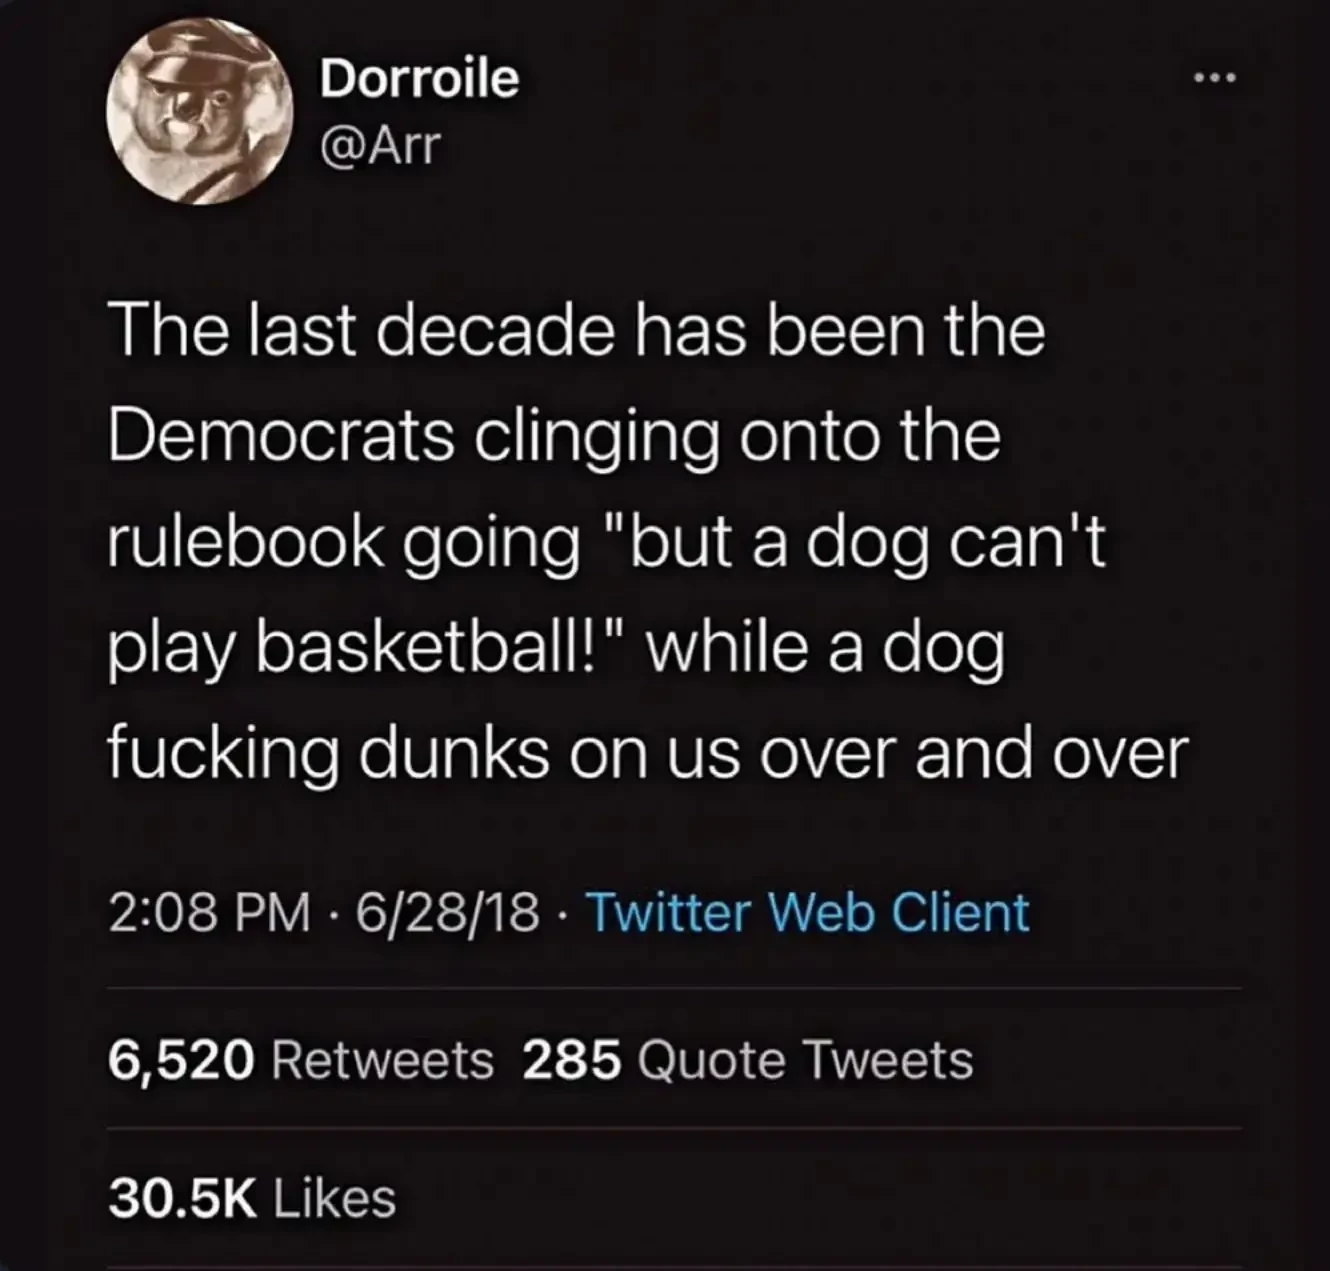 Dorroile
@Arr
The last decade has been the
Democrats clinging onto the
rulebook going "but a dog can't
play basketball!" while a dog
fucking dunks on us over and over
2:08 PM · 6/28/18 · Twitter Web Client
6,520 Retweets 285 Quote Tweets
30.5K Likes